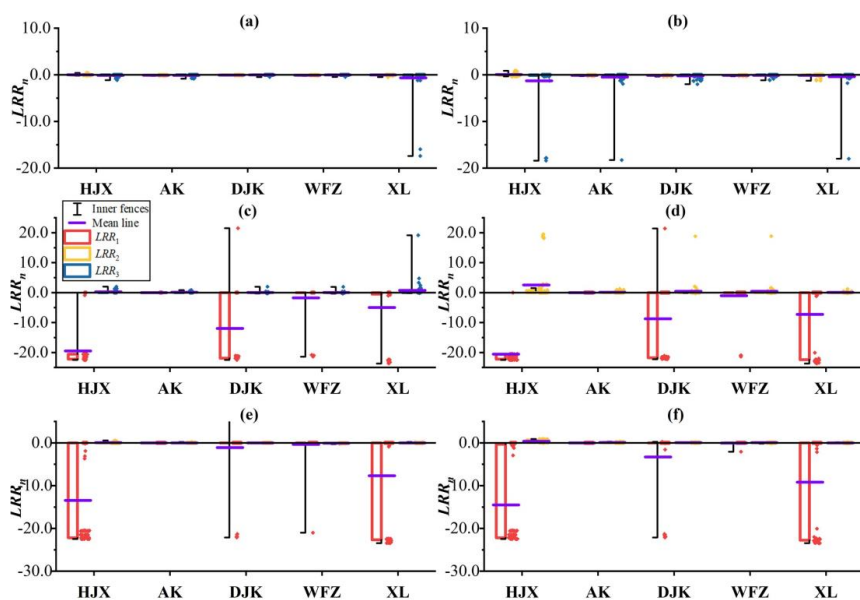 (a) (b)
10.0 10.0
0.0 0.0
-10.0 -10.0
-20.0 -20.0
LRRn LRRn
HJX AK DJK WFZ XL HJX AK DJK WFZ XL
(c) (d)
Inner fences
Mean line
LRR1
LRR2
LRR3
20.0 20.0
10.0 10.0
0.0 0.0
-10.0 -10.0
-20.0 -20.0
LRRn LRRn
HJX AK DJK WFZ XL HJX AK DJK WFZ XL
(e) (f)
0.0 0.0
-10.0 -10.0
-20.0 -20.0
-30.0 -30.0
LRRn LRRn
HJX AK DJK WFZ XL HJX AK DJK WFZ XL